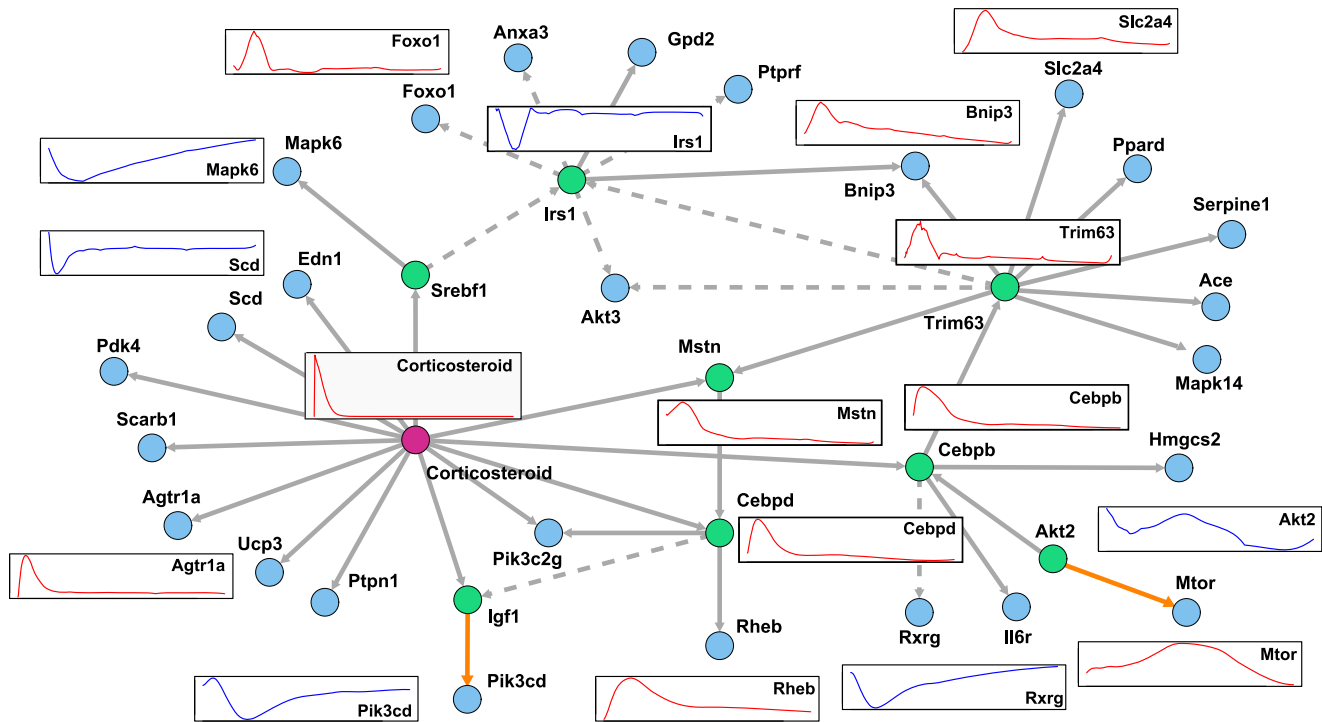 Slc2a4
Anxa3
Gpd2
Foxo1
Slc2a4
Ptprf
Foxo1
Bnip3
Mapk6
Irs1
Ppard
Mapk6
Bnip3
Serpine1
Irs1
Trim63
Scd
Edn1
Srebf1
Scd
Akt3
Ace
Trim63
Pdk4
Mstn
Corticosteroid
Mapk14
Cebpb
Scarb1
Mstn
Hmgcs2
Cebpb
Corticosteroid
Agtr1a
Cebpd
Akt2
Cebpd
Akt2
Ucp3
Pik3c2g
Agtr1a
Ptpn1
Mtor
Igf1
Rheb
Rxrg
Il6r
Mtor
Pik3cd
Rheb
Rxrg
Pik3cd